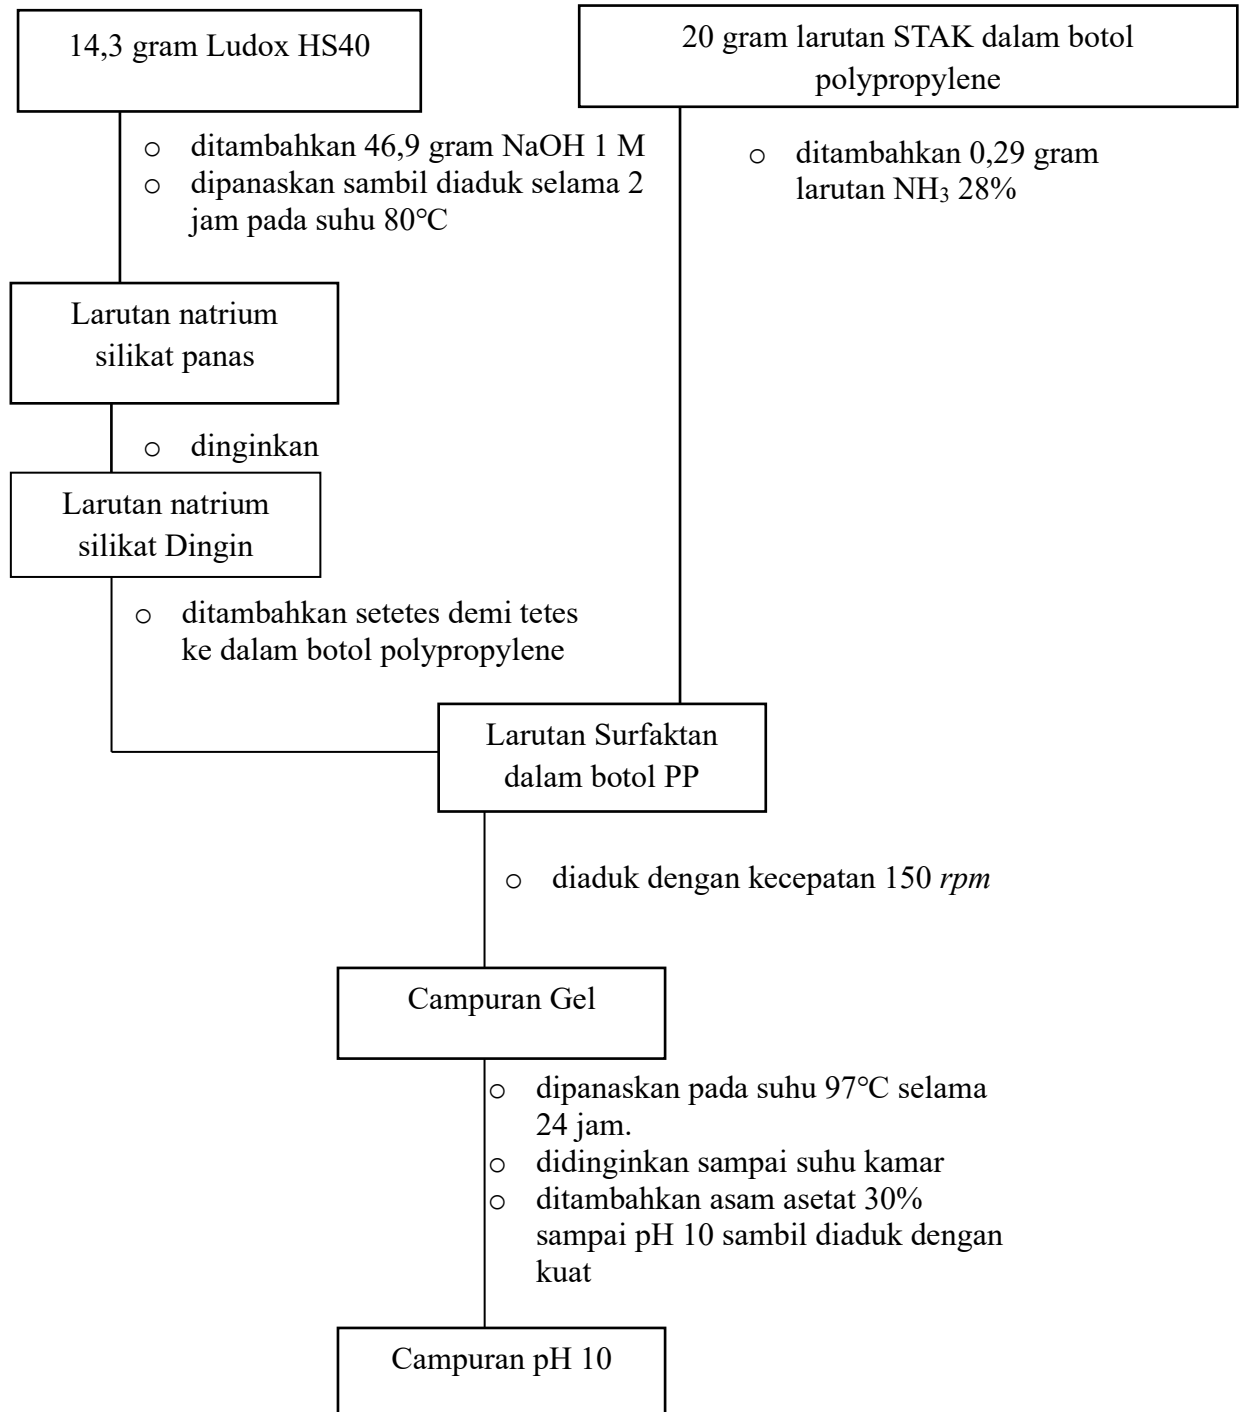 14,3 gram Ludox HS40
20 gram larutan STAK dalam botol
polypropylene
○ ditambahkan 46,9 gram NaOH 1 M
○ dipanaskan sambil diaduk selama 2
jam pada suhu 80°C
○ ditambahkan 0,29 gram
larutan NH₃ 28%
Larutan natrium
silikat panas
○ dinginkan
Larutan natrium
silikat Dingin
○ ditambahkan setetes demi tetes
ke dalam botol polypropylene
Larutan Surfaktan
dalam botol PP
○ diaduk dengan kecepatan 150 rpm
Campuran Gel
○ dipanaskan pada suhu 97°C selama
24 jam.
○ didinginkan sampai suhu kamar
○ ditambahkan asam asetat 30%
sampai pH 10 sambil diaduk dengan
kuat
Campuran pH 10